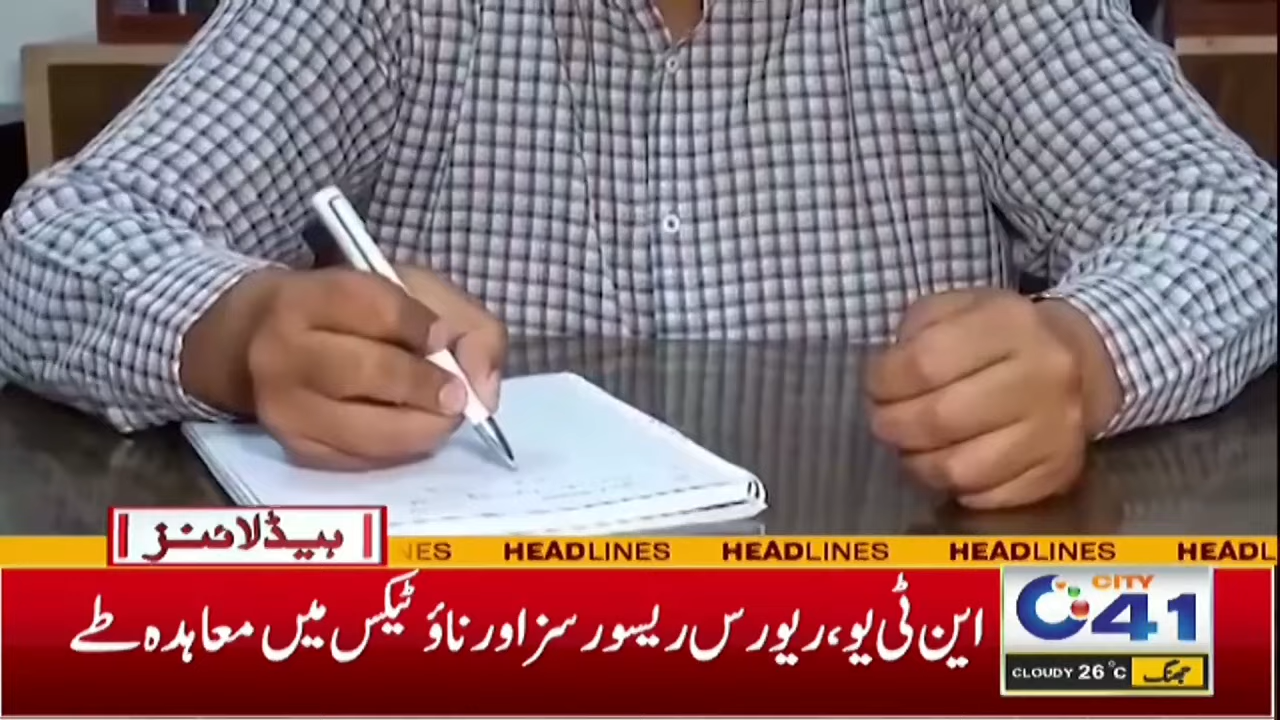 ہیڈلائنز
NES HEADLINES HEADLINES HEADLINES HEADL
این ٹی یو، ریورس ریسورسز اور ناؤ ٹیکس میں معاہدہ طے
CITY
41
CLOUDY 26°C جھنگ